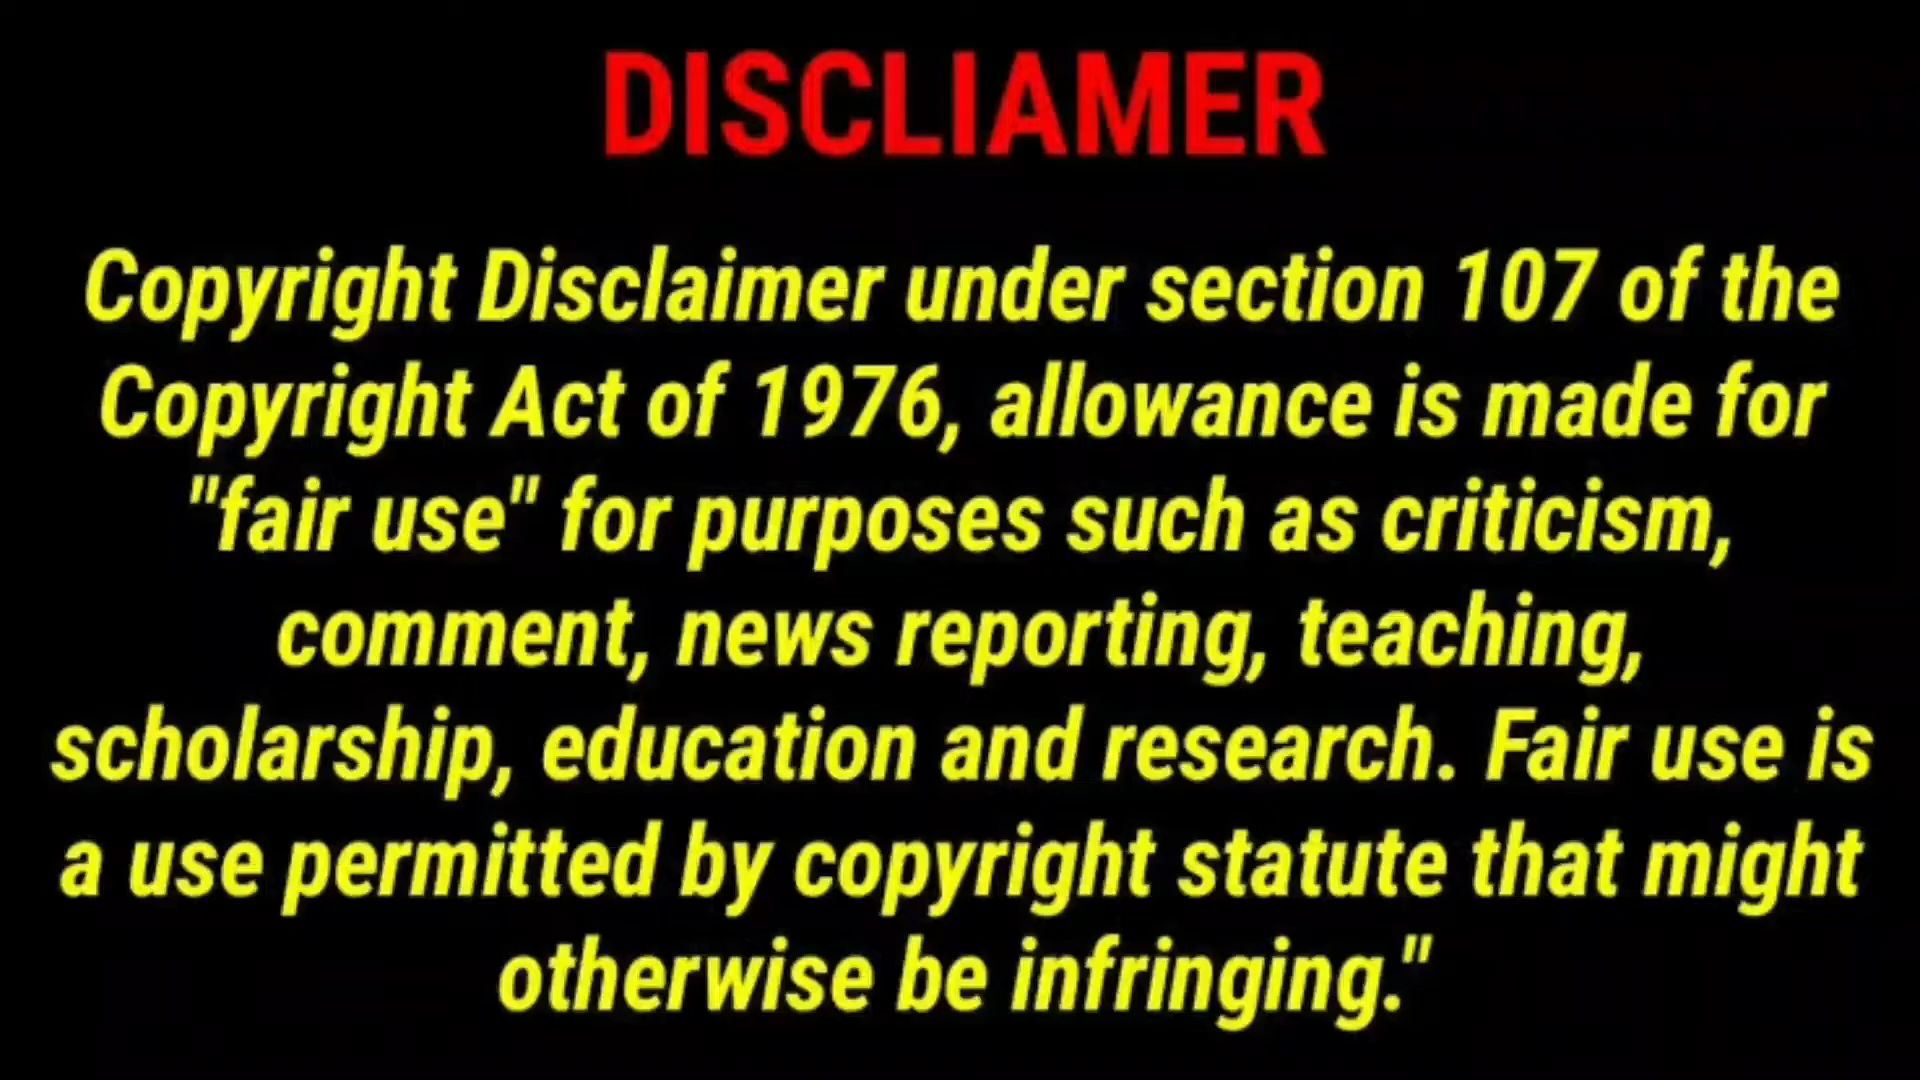 DISCLIAMER
Copyright Disclaimer under section 107 of the
Copyright Act of 1976, allowance is made for
"fair use" for purposes such as criticism,
comment, news reporting, teaching,
scholarship, education and research. Fair use is
a use permitted by copyright statute that might
otherwise be infringing."